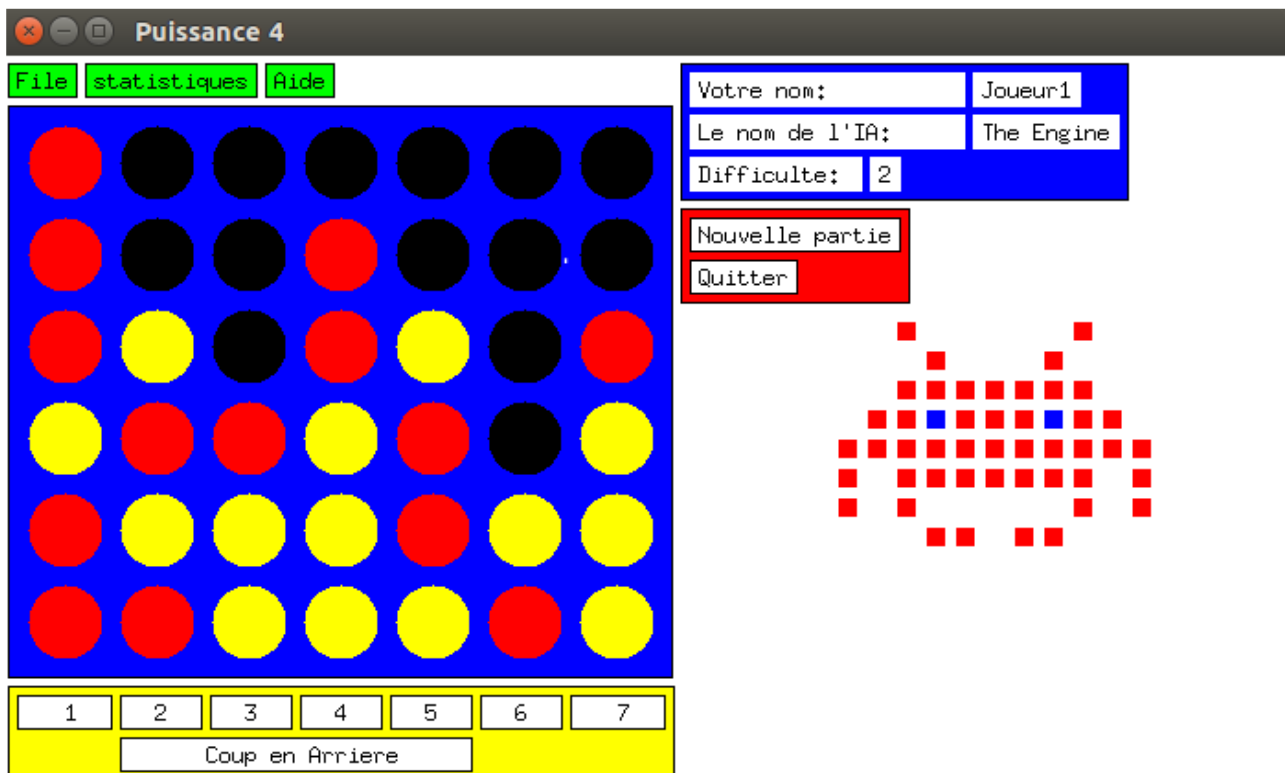 Puissance 4
File statistiques Aide
Votre nom: Joueur1
Le nom de l'IA: The Engine
Difficulte: 2
Nouvelle partie
Quitter
1 2 3 4 5 6 7
Coup en Arriere